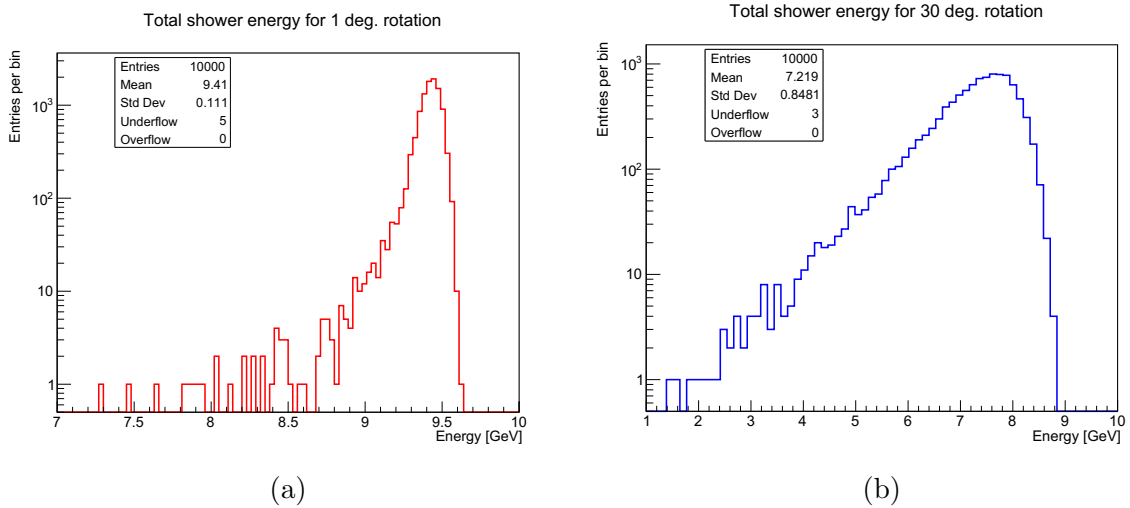 Total shower energy for 1 deg. rotation
Entries per bin
Entries 10000
Mean 9.41
Std Dev 0.111
Underflow 5
Overflow 0
10³
10²
10
1
7 7.5 8 8.5 9 9.5 10
Energy [GeV]
(a)
Total shower energy for 30 deg. rotation
Entries per bin
Entries 10000
Mean 7.219
Std Dev 0.8481
Underflow 3
Overflow 0
10³
10²
10
1
1 2 3 4 5 6 7 8 9 10
Energy [GeV]
(b)